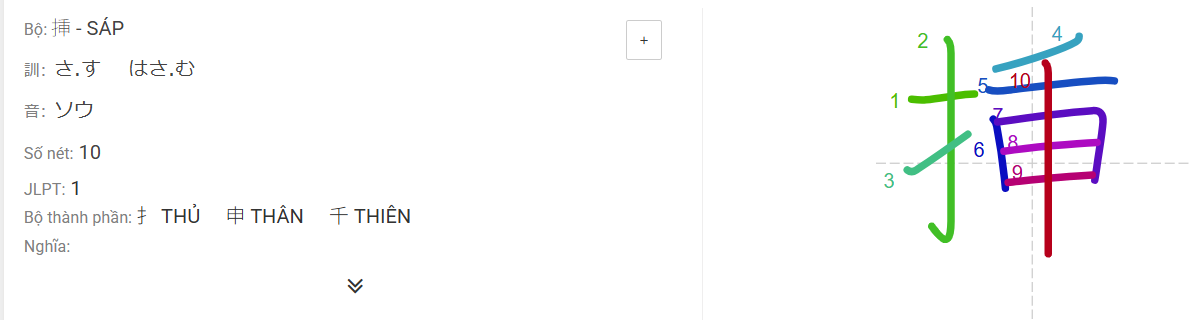 Bộ: 挿 - SÁP
+
訓: さ.す はさ.む
音: ソウ
Số nét: 10
JLPT: 1
Bộ thành phần: 扌 THỦ 申 THÂN 千 THIÊN
Nghĩa:
挿
1
2
3
4
5
6
7
8
9
10